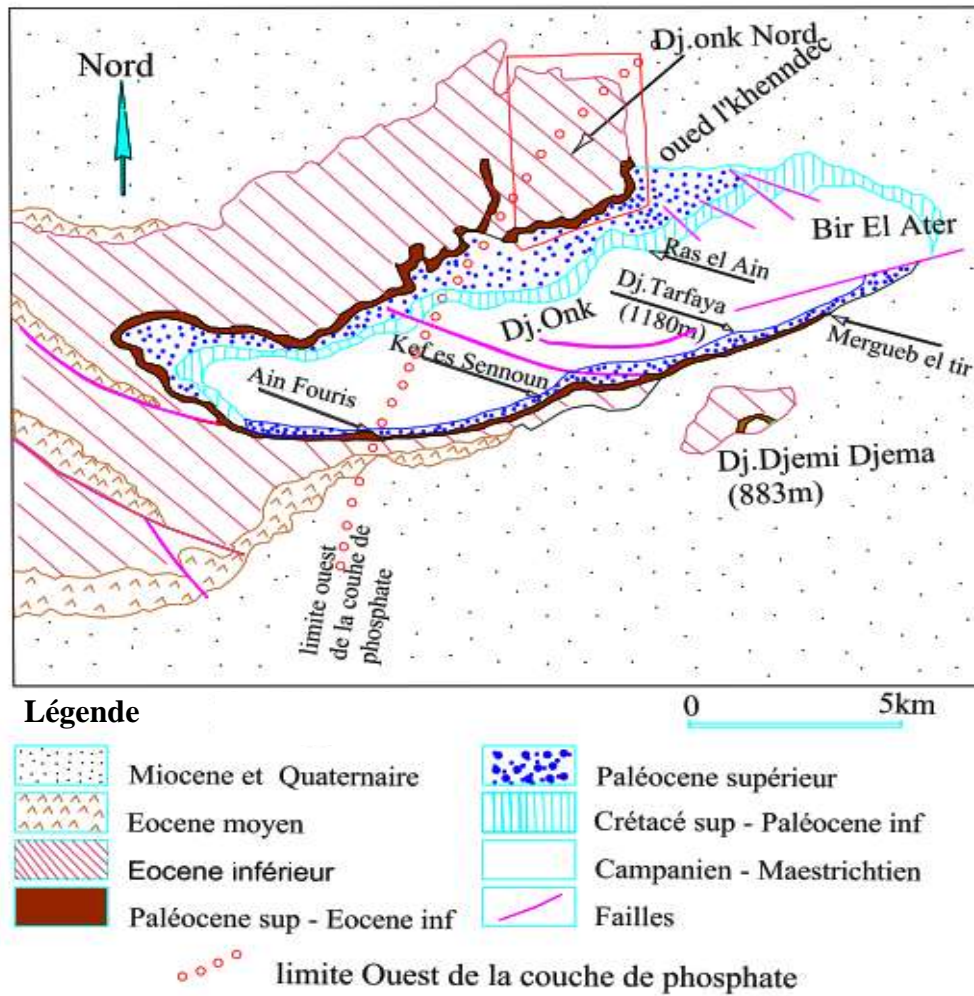 Dj.onk Nord
Nord
oued l"khenndec
Bir El Ater
Ras el Ain
Dj.Tarfaya
(1180m)
Dj.Onk
Mergueb el tir
Kef es Sennoun
Ain Fouris
Dj.Djemi Djema
(883m)
limite ouest
de la couhe de
phosphate
Légende
0 5km
Miocene et Quaternaire
Eocene moyen
Eocene inférieur
Paléocene sup - Eocene inf
Paléocene supérieur
Crétacé sup - Paléocene inf
Campanien - Maestrichtien
Failles
limite Ouest de la couche de phosphate